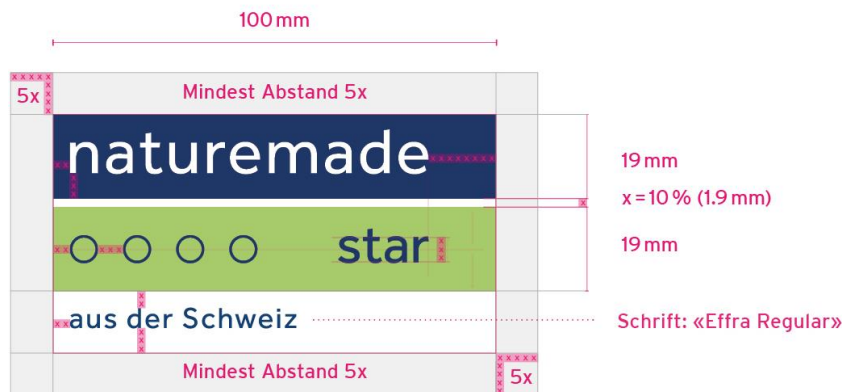 100 mm
5x
Mindest Abstand 5x
naturemade
19 mm
x = 10 % (1.9 mm)
star
19 mm
aus der Schweiz
Schrift: «Effra Regular»
Mindest Abstand 5x
5x